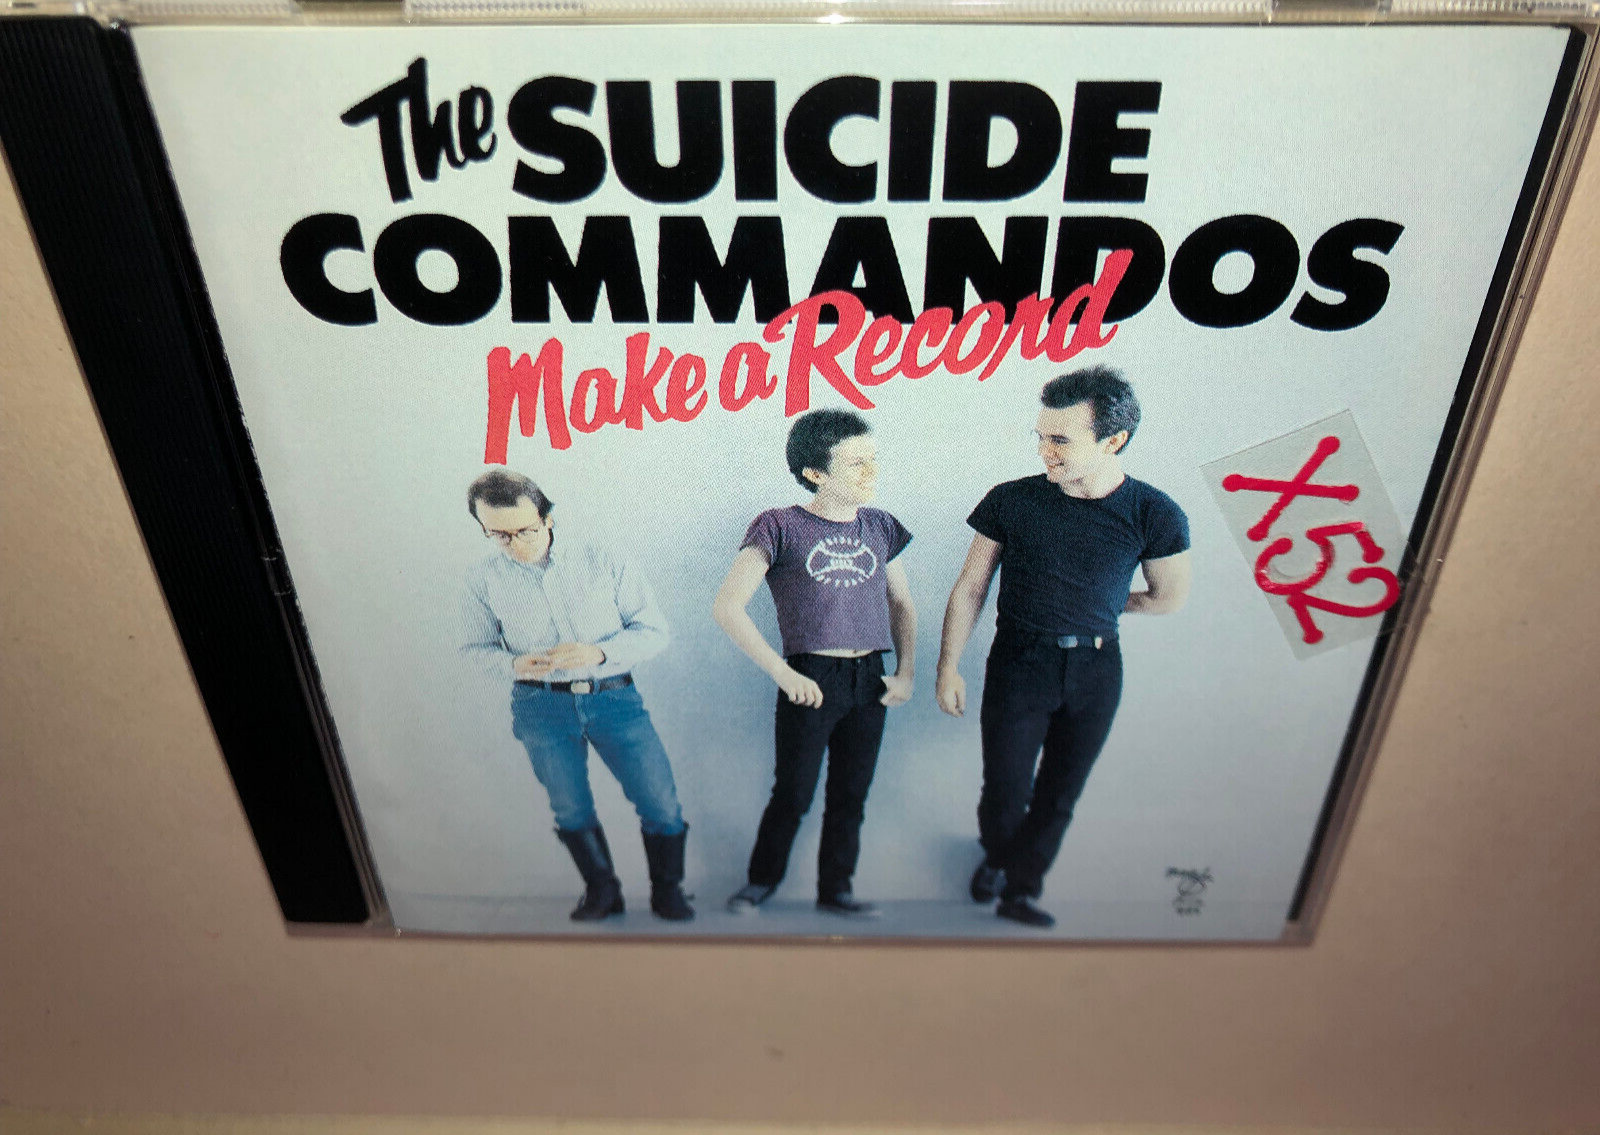 The SUICIDE
COMMANDOS
Make a Record
X52